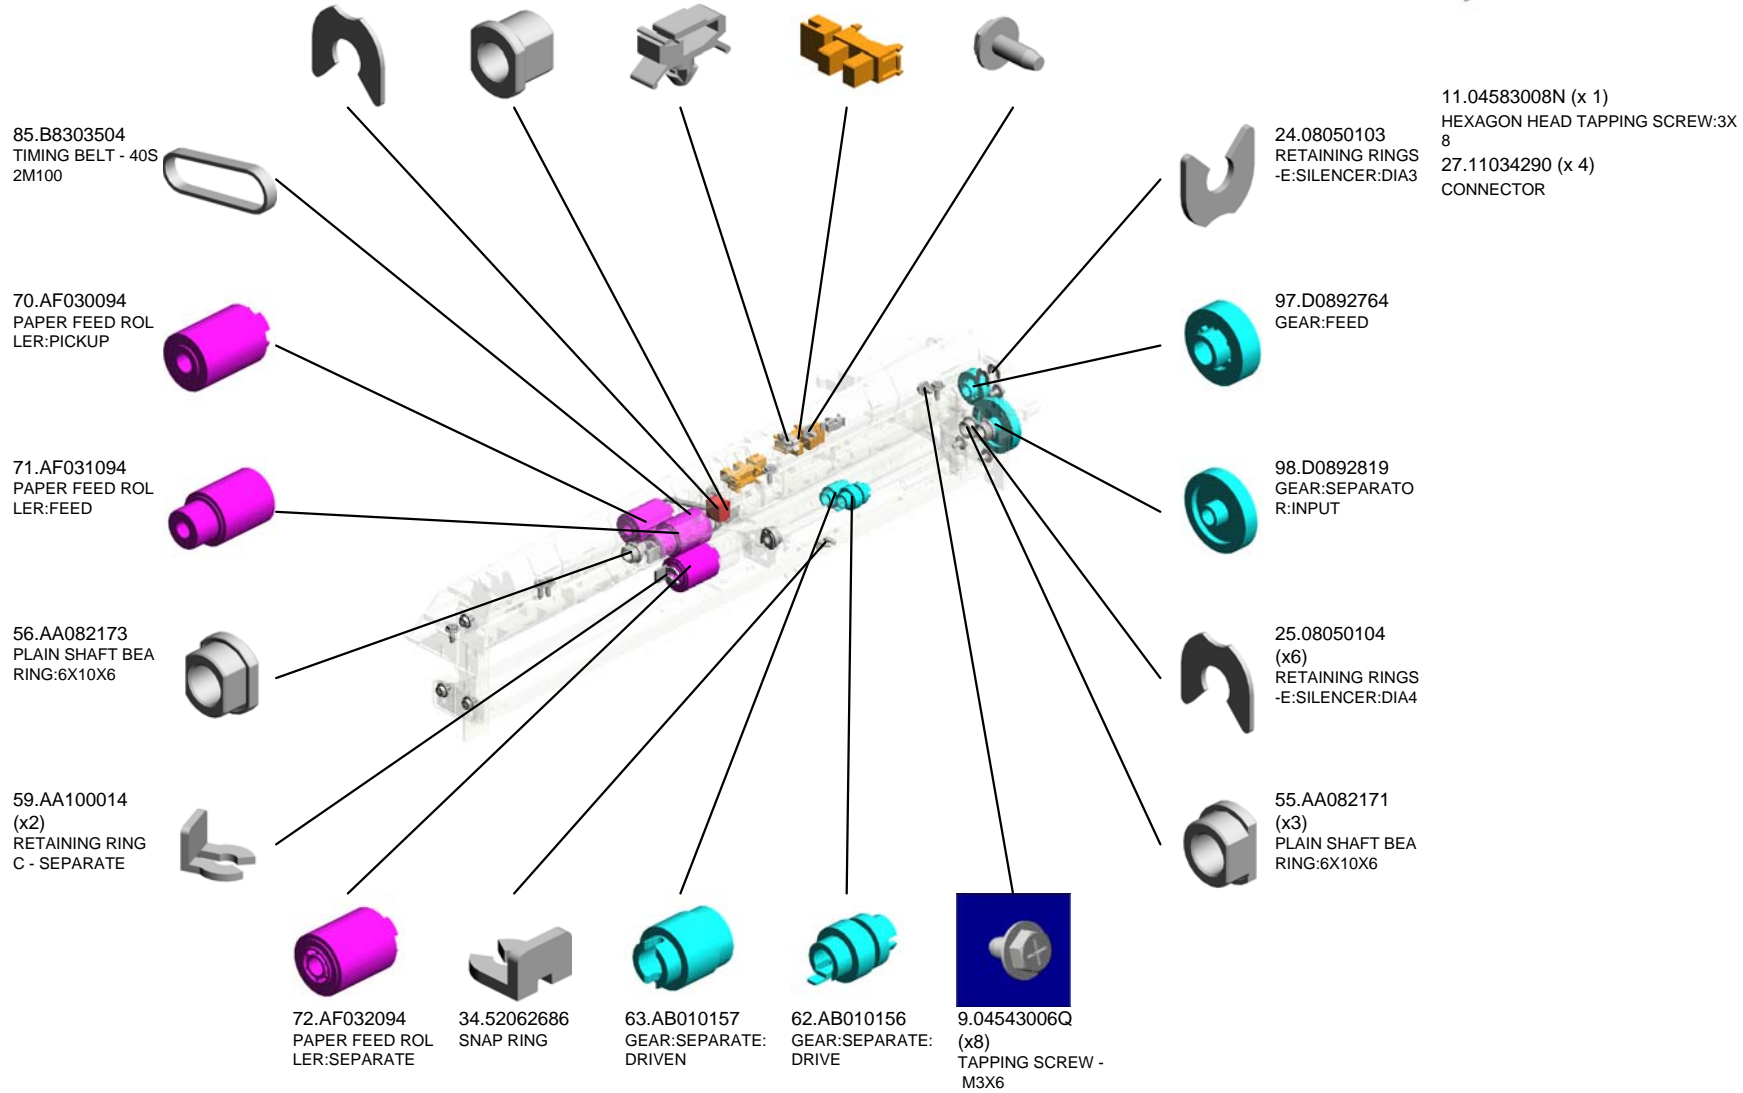 85.B8303504
TIMING BELT - 40S
2M100
70.AF030094
PAPER FEED ROL
LER:PICKUP
71.AF031094
PAPER FEED ROL
LER:FEED
56.AA082173
PLAIN SHAFT BEA
RING:6X10X6
59.AA100014
(x2)
RETAINING RING
C - SEPARATE
72.AF032094
PAPER FEED ROL
LER:SEPARATE
34.52062686
SNAP RING
63.AB010157
GEAR:SEPARATE:
DRIVEN
62.AB010156
GEAR:SEPARATE:
DRIVE
9.04543006Q
(x8)
TAPPING SCREW -
M3X6
24.08050103
RETAINING RINGS
-E:SILENCER:DIA3
97.D0892764
GEAR:FEED
98.D0892819
GEAR:SEPARATO
R:INPUT
25.08050104
(x6)
RETAINING RINGS
-E:SILENCER:DIA4
55.AA082171
(x3)
PLAIN SHAFT BEA
RING:6X10X6
11.04583008N (x 1)
HEXAGON HEAD TAPPING SCREW:3X
8
27.11034290 (x 4)
CONNECTOR